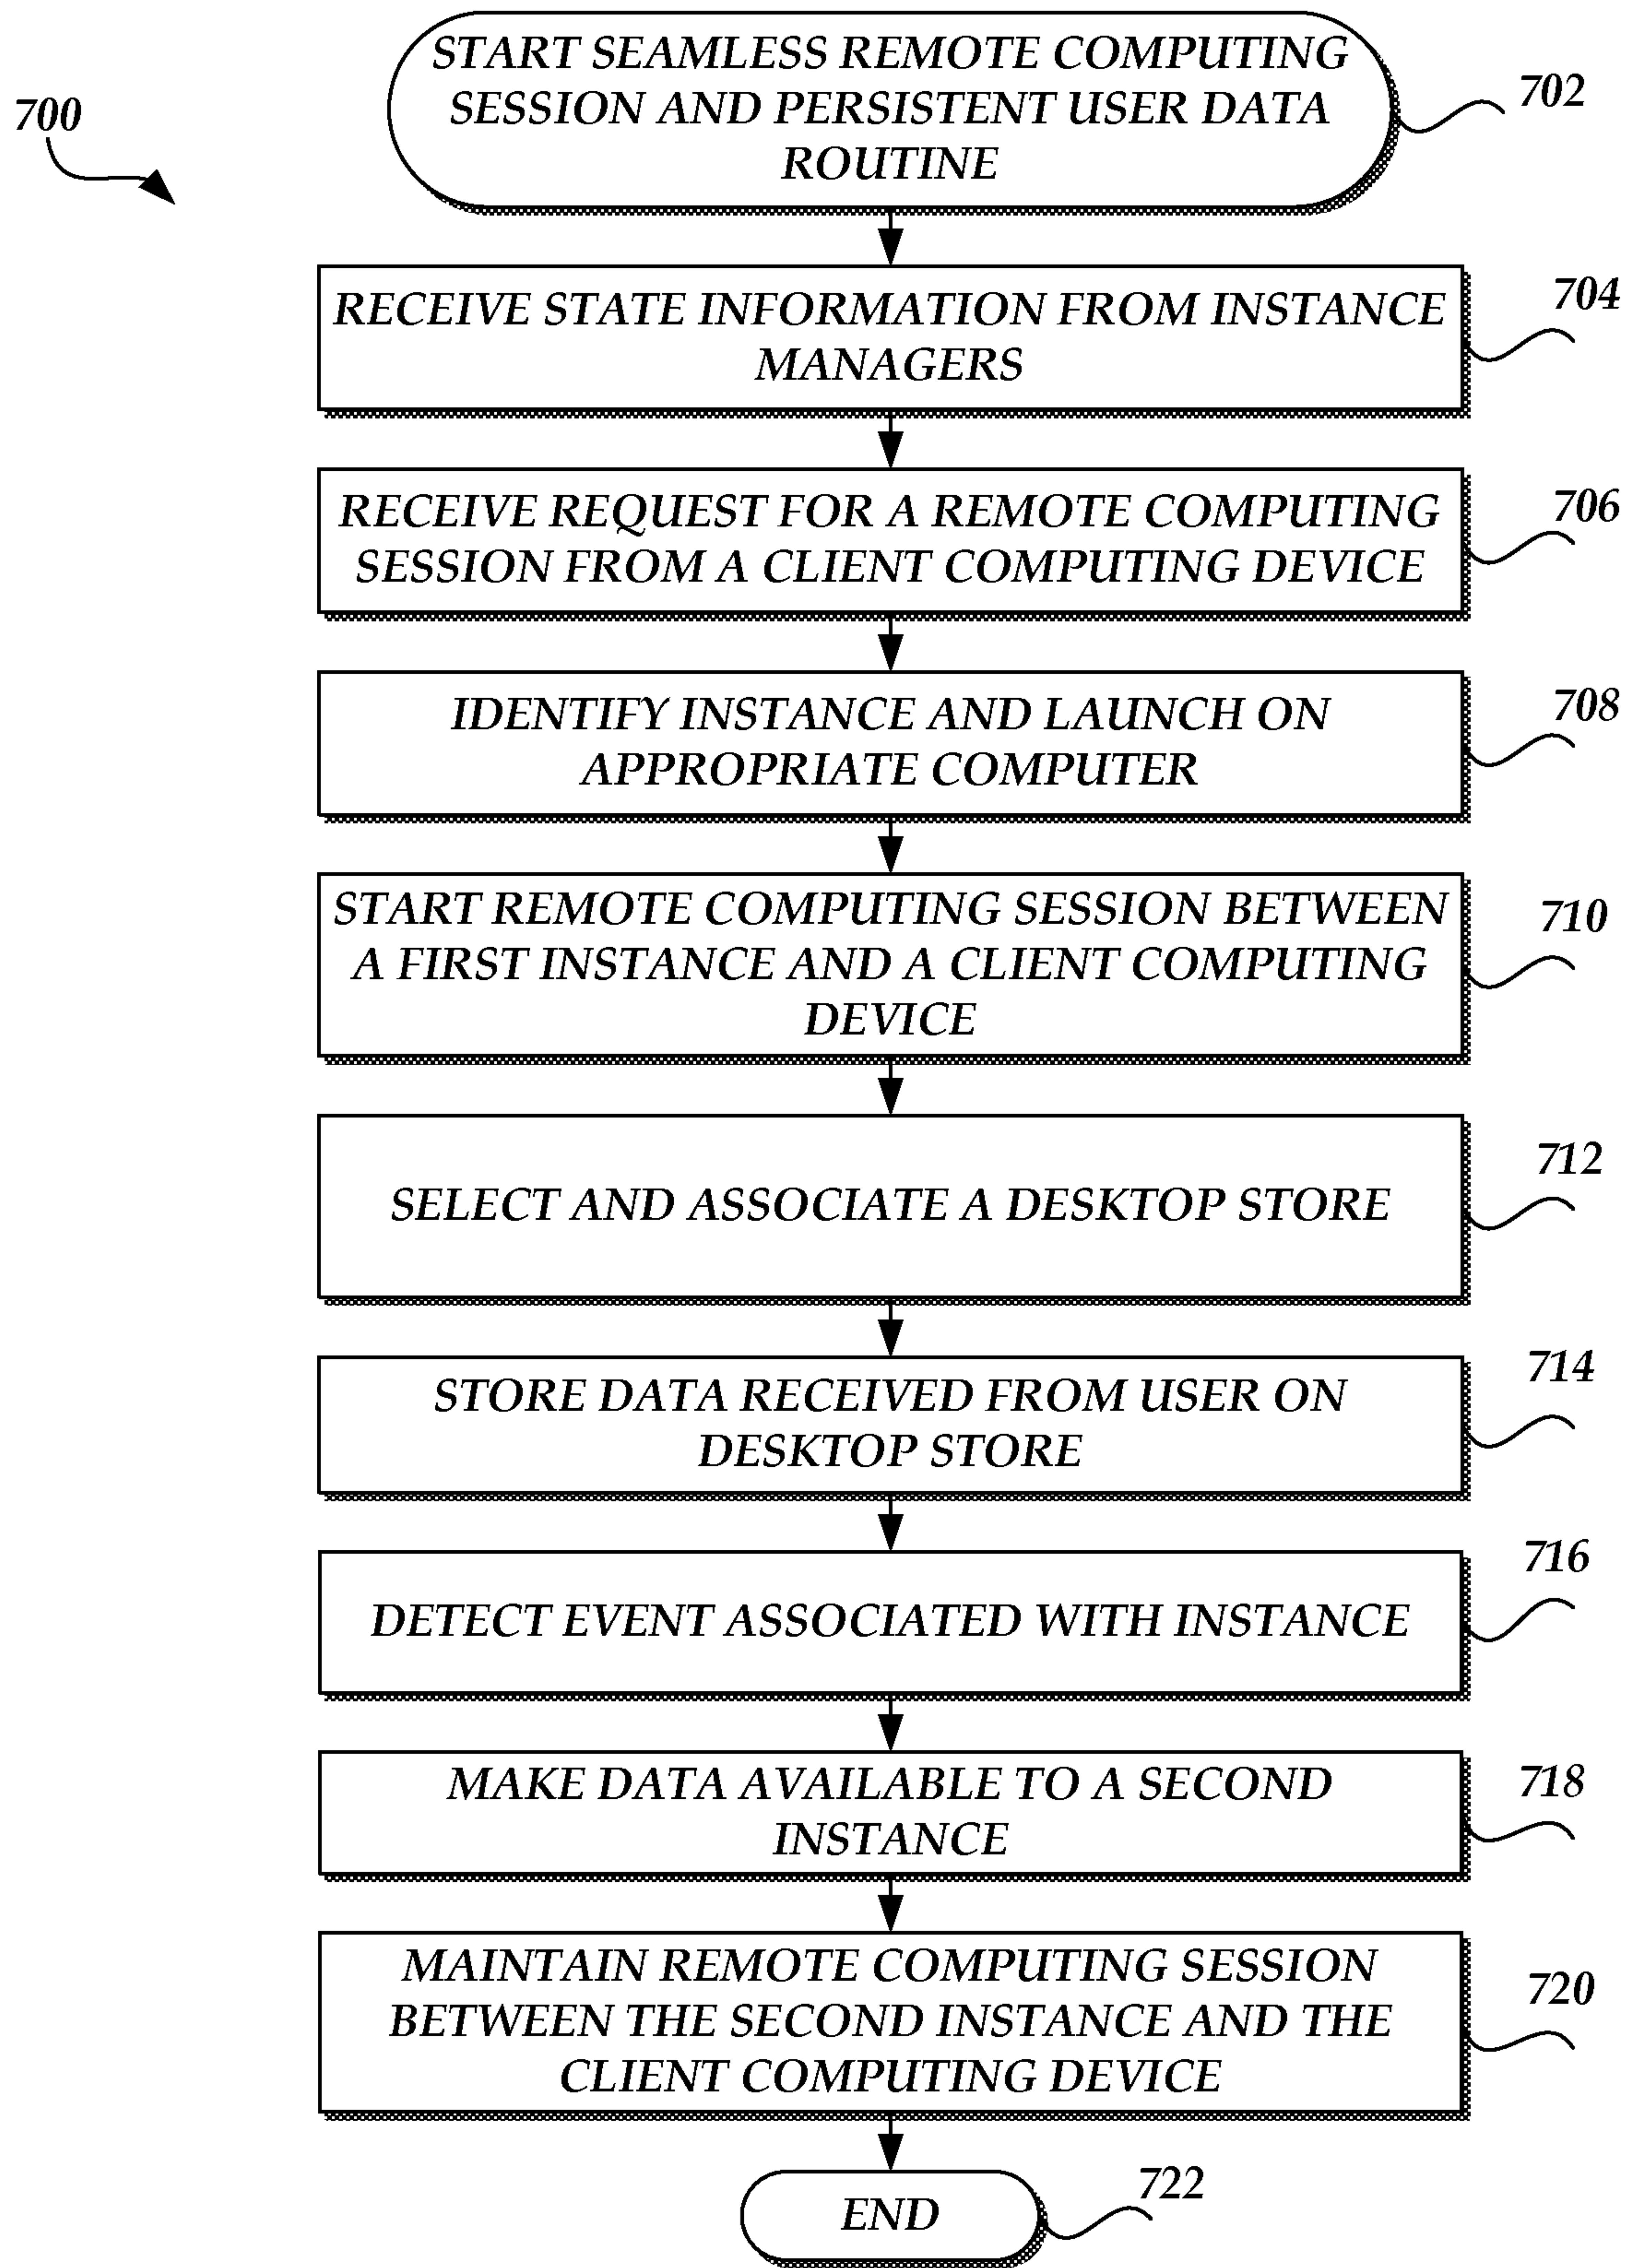 700
START SEAMLESS REMOTE COMPUTING
SESSION AND PERSISTENT USER DATA
ROUTINE
702
RECEIVE STATE INFORMATION FROM INSTANCE
MANAGERS
704
RECEIVE REQUEST FOR A REMOTE COMPUTING
SESSION FROM A CLIENT COMPUTING DEVICE
706
IDENTIFY INSTANCE AND LAUNCH ON
APPROPRIATE COMPUTER
708
START REMOTE COMPUTING SESSION BETWEEN
A FIRST INSTANCE AND A CLIENT COMPUTING
DEVICE
710
SELECT AND ASSOCIATE A DESKTOP STORE
712
STORE DATA RECEIVED FROM USER ON
DESKTOP STORE
714
DETECT EVENT ASSOCIATED WITH INSTANCE
716
MAKE DATA AVAILABLE TO A SECOND
INSTANCE
718
MAINTAIN REMOTE COMPUTING SESSION
BETWEEN THE SECOND INSTANCE AND THE
CLIENT COMPUTING DEVICE
720
END
722